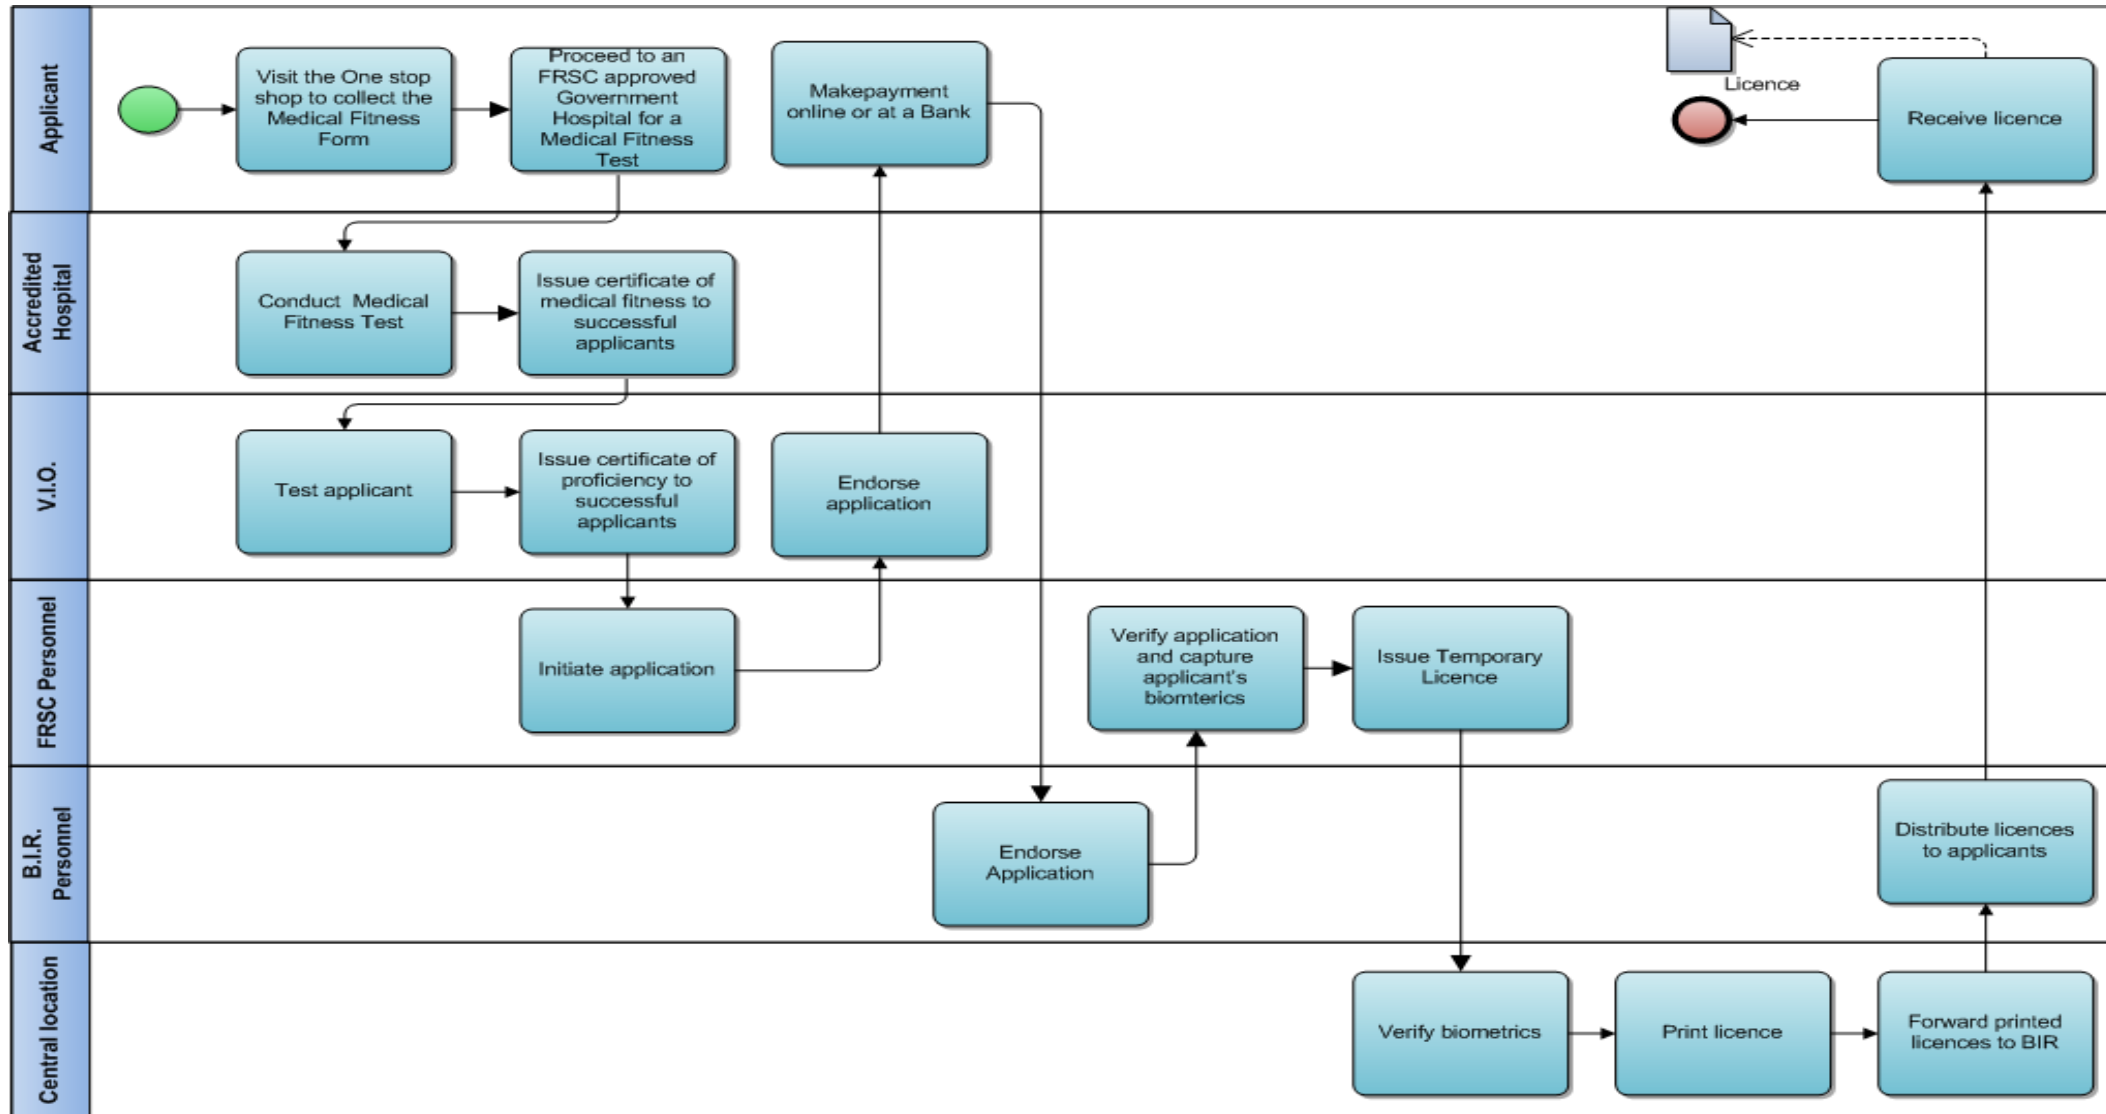 Applicant
Visit the One stop
shop to collect the
Medical Fitness
Form
Proceed to an
FRSC approved
Government
Hospital for a
Medical Fitness
Test
Makepayment
online or at a Bank
Licence
Receive licence
Accredited
Hospital
Conduct Medical
Fitness Test
Issue certificate of
medical fitness to
successful
applicants
V.I.O.
Test applicant
Issue certificate of
proficiency to
successful
applicants
Endorse
application
FRSC Personnel
Initiate application
Verify application
and capture
applicant's
biomterics
Issue Temporary
Licence
B.I.R.
Personnel
Endorse
Application
Distribute licences
to applicants
Central location
Verify biometrics
Print licence
Forward printed
licences to BIR